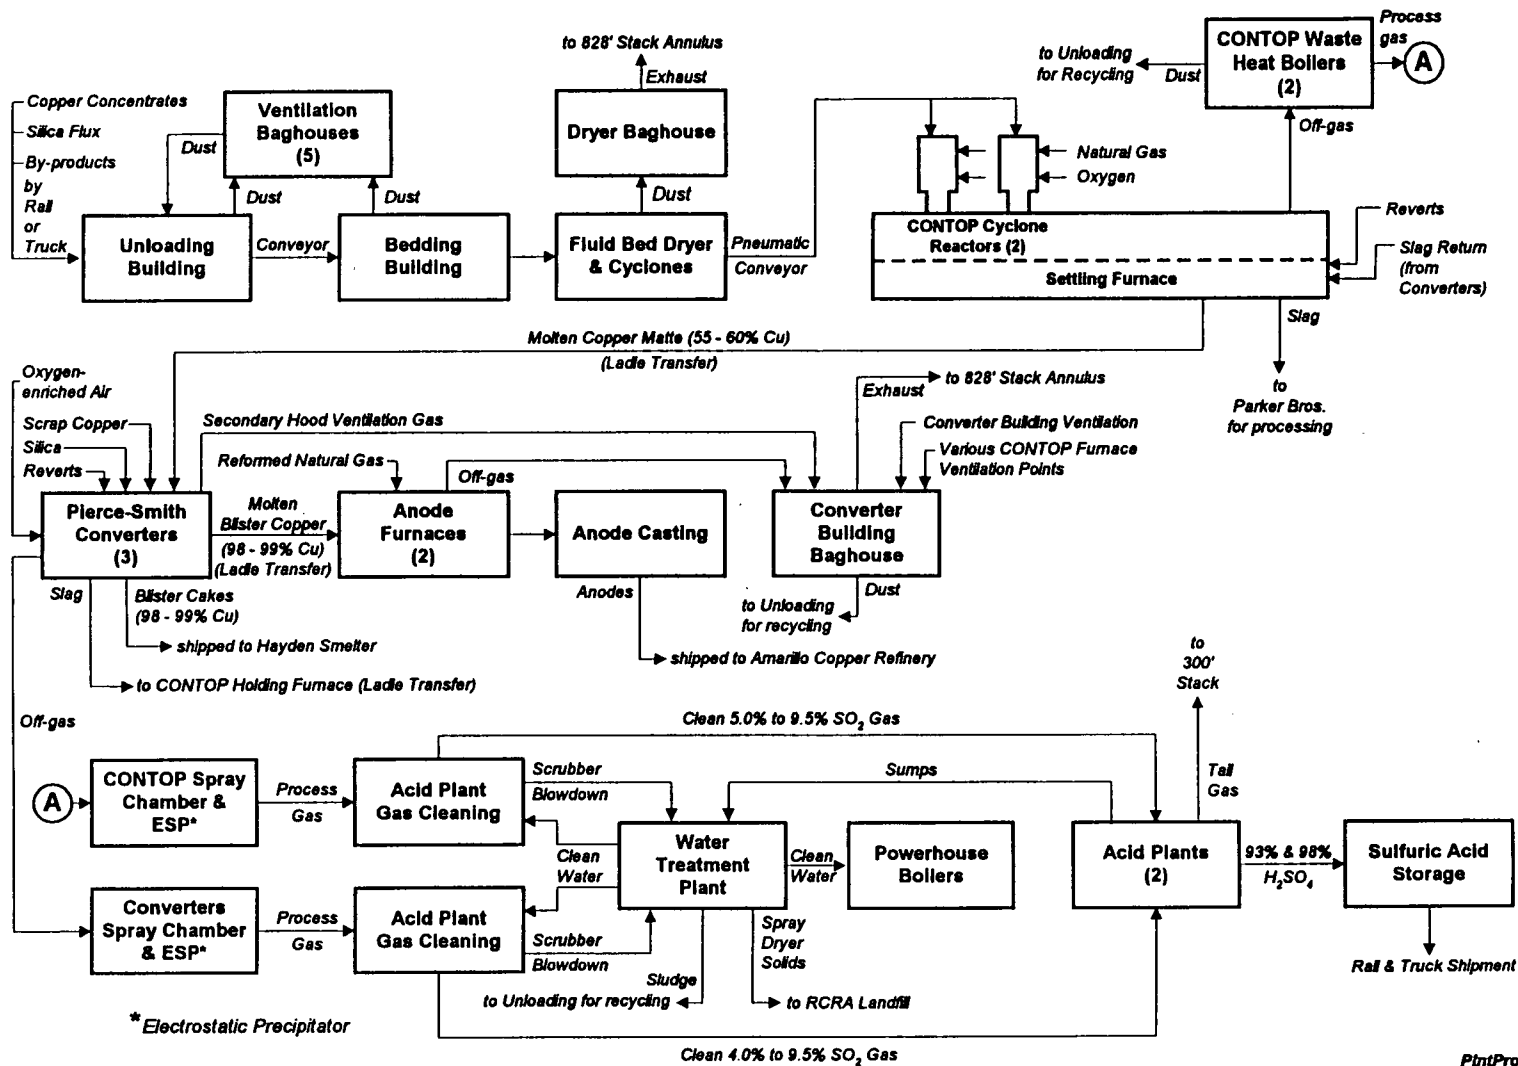 Process
gas
CONTOP Waste
Heat Boilers
(2)
A
to Unloading
for Recycling
Dust
Off-gas
to 828' Stack Annulus
Exhaust
Dryer Baghouse
Dust
Copper Concentrates
Silica Flux
By-products
by
Rail
or
Truck
Ventilation
Baghouses
(5)
Dust
Dust
Dust
Unloading
Building
Conveyor
Bedding
Building
Fluid Bed Dryer
& Cyclones
Pneumatic
Conveyor
Natural Gas
Oxygen
CONTOP Cyclone
Reactors (2)
Settling Furnace
Reverts
Slag Return
(from
Converters)
Slag
to
Parker Bros.
for processing
Molten Copper Matte (55 - 60% Cu)
(Ladle Transfer)
Oxygen-
enriched Air
Scrap Copper
Silica
Reverts
Secondary Hood Ventilation Gas
Reformed Natural Gas
Off-gas
Exhaust
to 828' Stack Annulus
Converter Building Ventilation
Various CONTOP Furnace
Ventilation Points
Pierce-Smith
Converters
(3)
Molten
Blister Copper
(98 - 99% Cu)
(Ladle Transfer)
Anode
Furnaces
(2)
Anode Casting
Converter
Building
Baghouse
Slag
Blister Cakes
(98 - 99% Cu)
shipped to Hayden Smelter
to CONTOP Holding Furnace (Ladle Transfer)
Anodes
shipped to Amarillo Copper Refinery
Dust
to Unloading
for recycling
to
300'
Stack
Off-gas
Clean 5.0% to 9.5% SO₂ Gas
A
CONTOP Spray
Chamber &
ESP*
Process
Gas
Acid Plant
Gas Cleaning
Scrubber
Blowdown
Sumps
Tail
Gas
Clean
Water
Water
Treatment
Plant
Clean
Water
Powerhouse
Boilers
Acid Plants
(2)
93% & 98%
H₂SO₄
Sulfuric Acid
Storage
Converters
Spray Chamber
& ESP*
Process
Gas
Acid Plant
Gas Cleaning
Scrubber
Blowdown
Sludge
to Unloading for recycling
Spray
Dryer
Solids
to RCRA Landfill
Rail & Truck Shipment
*Electrostatic Precipitator
Clean 4.0% to 9.5% SO₂ Gas
PlntPro